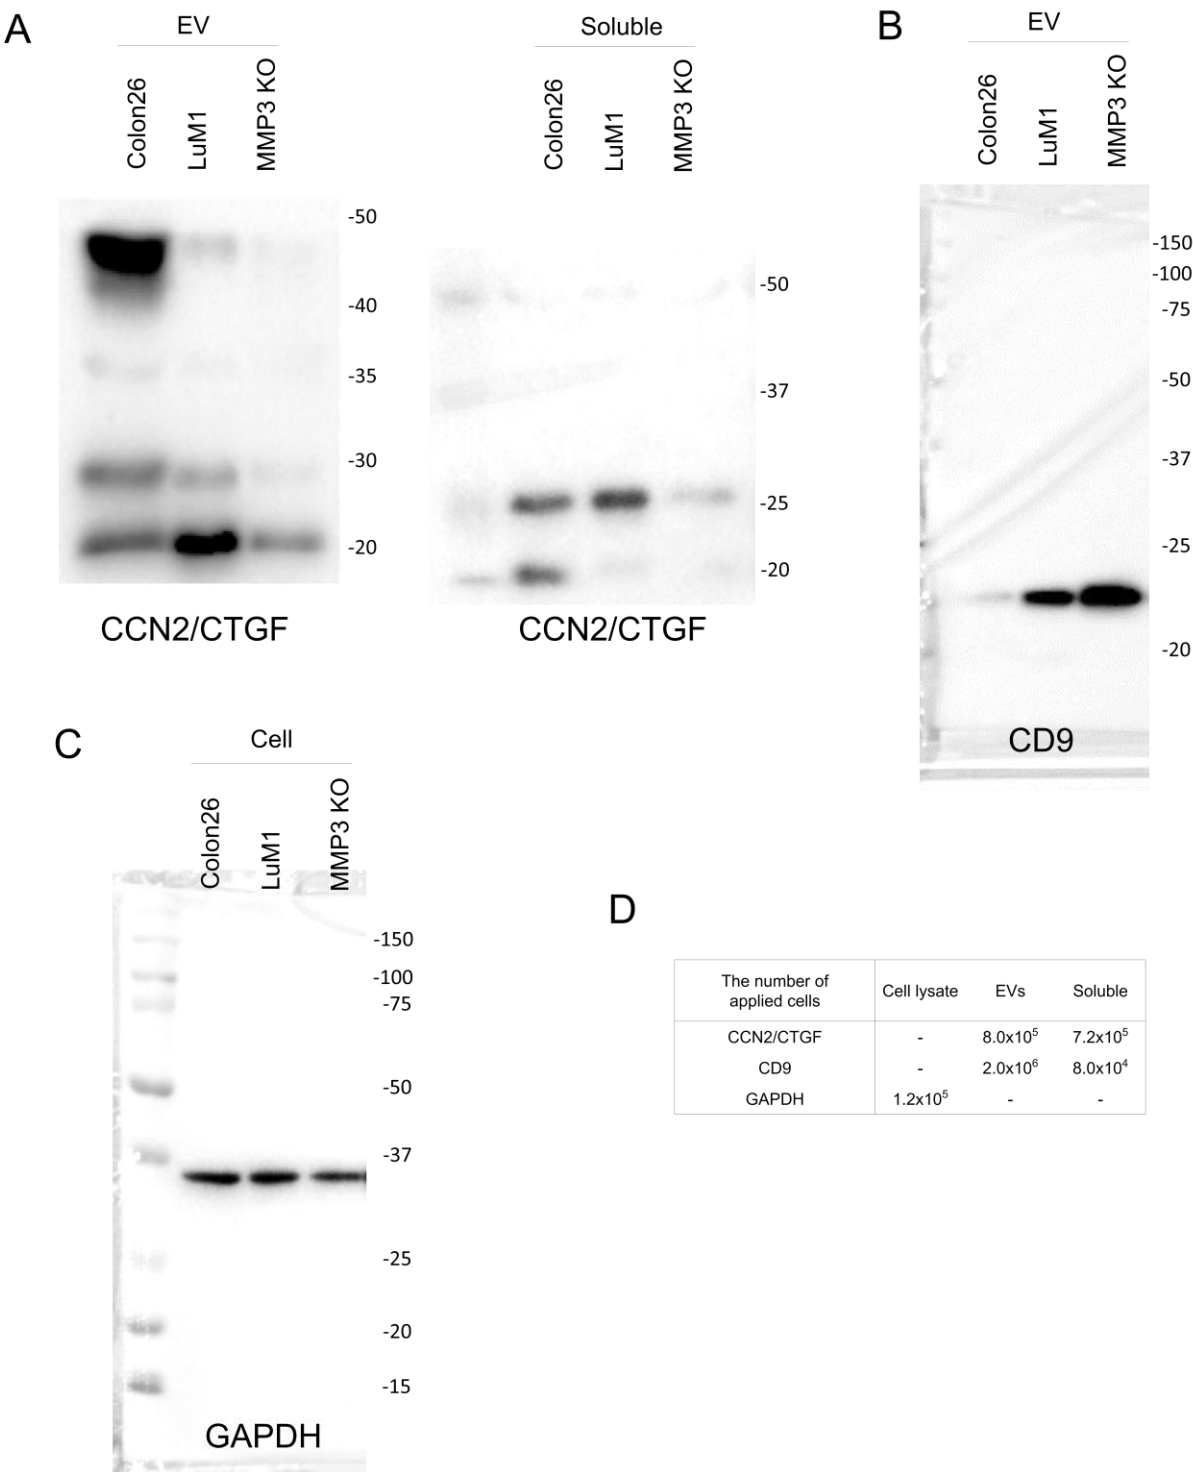 A
EV
Colon26
LuM1
MMP3 KO
-50
-40
-35
-30
-20
CCN2/CTGF
Soluble
Colon26
LuM1
MMP3 KO
-50
-37
-25
-20
CCN2/CTGF
B
EV
Colon26
LuM1
MMP3 KO
-150
-100
-75
-50
-37
-25
-20
CD9
C
Cell
Colon26
LuM1
MMP3 KO
-150
-100
-75
-50
-37
-25
-20
-15
GAPDH
D
The number of
applied cells
Cell lysate EVs Soluble
CCN2/CTGF - 8.0x10⁵ 7.2x10⁵
CD9 - 2.0x10⁶ 8.0x10⁴
GAPDH 1.2x10⁵ - -